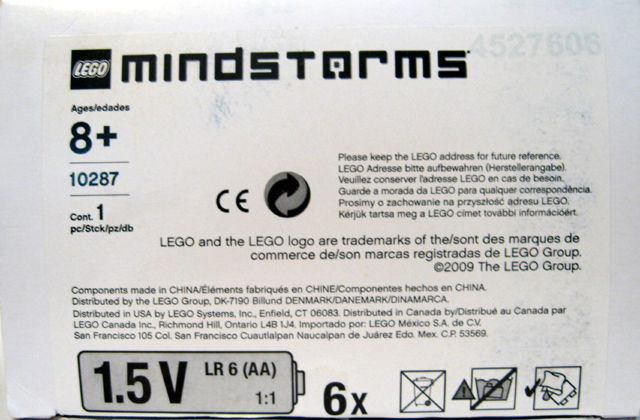 4527606
LEGO mindstorms
Ages/edades
8+
10287
Cont. 1
pc/Stck/pz/db
CE
Please keep the LEGO address for future reference.
LEGO Adresse bitte aufbewahren (Herstellerangabe).
Veuillez conserver l'adresse LEGO en cas de besoin.
Guarde a morada da LEGO para qualquer correspondência.
Prosimy o zachowanie na przyszłość adresu LEGO.
Kérjük tartsa meg a LEGO címet további információért.
LEGO and the LEGO logo are trademarks of the/sont des marques de
commerce de/son marcas registradas de LEGO Group.
©2009 The LEGO Group.
Components made in CHINA/Éléments fabriqués en CHINE/Componentes hechos en CHINA.
Distributed by the LEGO Group, DK-7190 Billund DENMARK/DANEMARK/DINAMARCA.
Distributed in USA by LEGO Systems, Inc., Enfield, CT 06083. Distributed in Canada by/Distribué au Canada par
LEGO Canada Inc., Richmond Hill, Ontario L4B 1J4. Importado por: LEGO México S.A. de C.V.
San Francisco 105 Col. San Francisco Cuautlalpan Naucalpan de Juárez Edo. Mex. C.P. 53569.
1.5 V LR 6 (AA)
1:1
6x